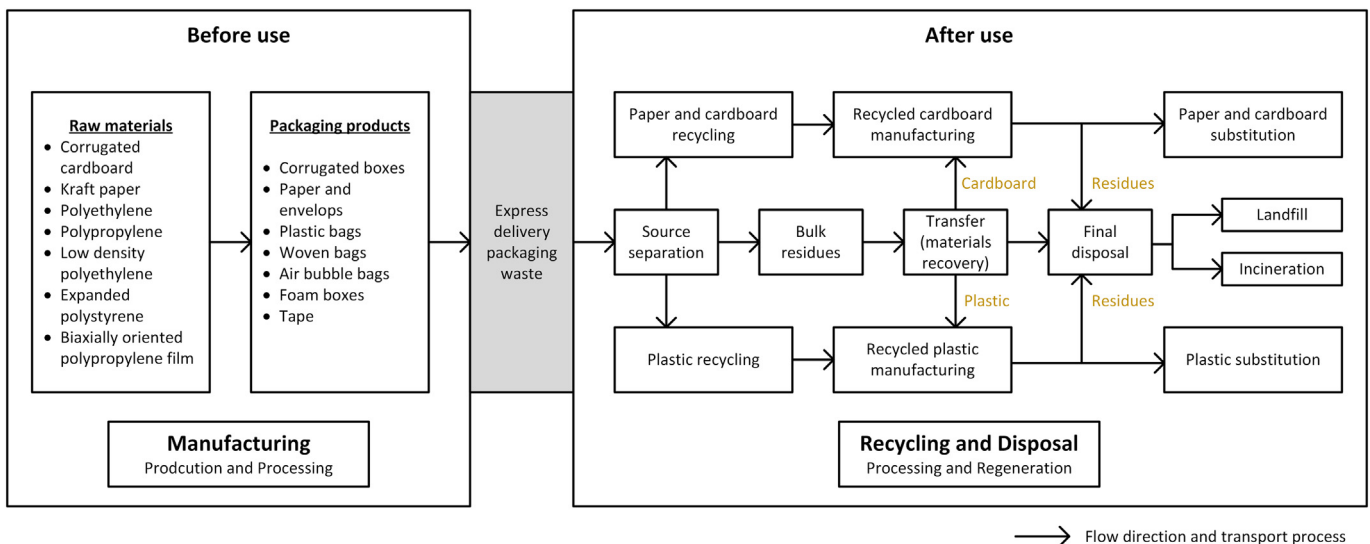 Before use
Raw materials
• Corrugated
cardboard
• Kraft paper
• Polyethylene
• Polypropylene
• Low density
polyethylene
• Expanded
polystyrene
• Biaxially oriented
polypropylene film
Packaging products
• Corrugated boxes
• Paper and
envelops
• Plastic bags
• Woven bags
• Air bubble bags
• Foam boxes
• Tape
Manufacturing
Prodcution and Processing
Express
delivery
packaging
waste
After use
Paper and cardboard
recycling
Recycled cardboard
manufacturing
Paper and cardboard
substitution
Cardboard
Residues
Source
separation
Bulk
residues
Transfer
(materials
recovery)
Final
disposal
Landfill
Incineration
Plastic
Residues
Plastic recycling
Recycled plastic
manufacturing
Plastic substitution
Recycling and Disposal
Processing and Regeneration
Flow direction and transport process